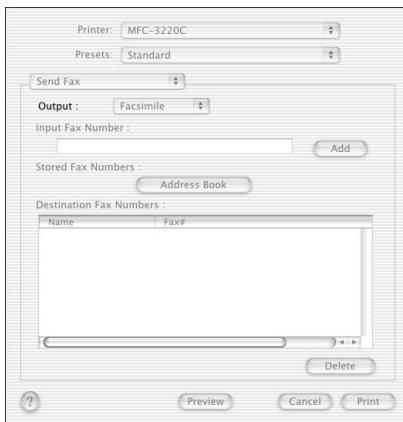 Printer: MFC-3220C
Presets: Standard
Send Fax
Output : Facsimile
Input Fax Number :
Add
Stored Fax Numbers :
Address Book
Destination Fax Numbers :
Name Fax#
Delete
? Preview Cancel Print